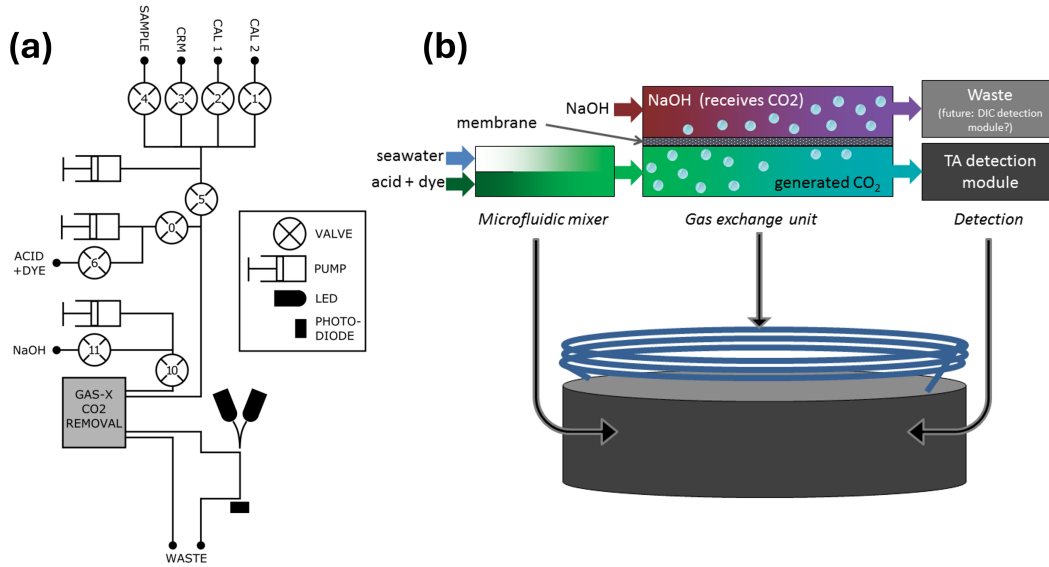 (a)
SAMPLE
CRM
CAL 1
CAL 2
4
3
2
1
5
0
ACID
+DYE
6
NaOH
11
10
GAS-X
CO2
REMOVAL
WASTE
VALVE
PUMP
LED
PHOTO-
DIODE
(b)
NaOH
NaOH (receives CO2)
Waste
(future: DIC detection
module?)
membrane
seawater
acid + dye
generated CO₂
TA detection
module
Microfluidic mixer
Gas exchange unit
Detection